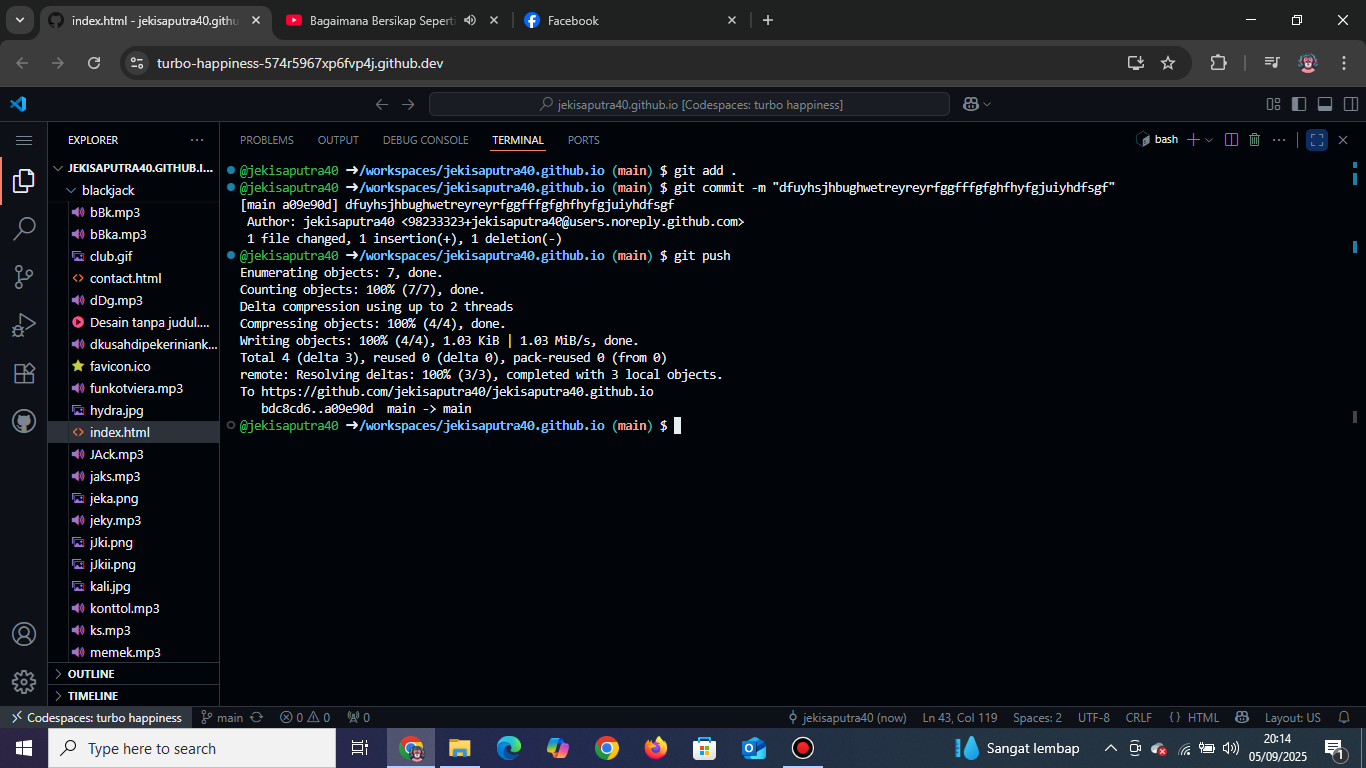 index.html - jekisaputra40.githu
Bagaimana Bersikap Seperti
Facebook
turbo-happiness-574r5967xp6fvp4j.github.dev
jekisaputra40.github.io [Codespaces: turbo happiness]
EXPLORER
PROBLEMS
OUTPUT
DEBUG CONSOLE
TERMINAL
PORTS
bash
JEKISAPUTRA40.GITHUB.I...
blackjack
bBk.mp3
bBka.mp3
club.gif
contact.html
dDg.mp3
Desain tanpa judul....
dkusahdipekeriniank...
favicon.ico
funkotviera.mp3
hydra.jpg
index.html
JAck.mp3
jaks.mp3
jeka.png
jeky.mp3
jJki.png
jJkii.png
kali.jpg
konttol.mp3
ks.mp3
memek.mp3
OUTLINE
TIMELINE
@jekisaputra40 ➜/workspaces/jekisaputra40.github.io (main) $ git add .
@jekisaputra40 ➜/workspaces/jekisaputra40.github.io (main) $ git commit -m "dfuyhsjhbughwetreyreyrfggfffgfghfhyfgjuiyhdfsgf"
[main a09e90d] dfuyhsjhbughwetreyreyrfggfffgfghfhyfgjuiyhdfsgf
Author: jekisaputra40 <98233323+jekisaputra40@users.noreply.github.com>
1 file changed, 1 insertion(+), 1 deletion(-)
@jekisaputra40 ➜/workspaces/jekisaputra40.github.io (main) $ git push
Enumerating objects: 7, done.
Counting objects: 100% (7/7), done.
Delta compression using up to 2 threads
Compressing objects: 100% (4/4), done.
Writing objects: 100% (4/4), 1.03 KiB | 1.03 MiB/s, done.
Total 4 (delta 3), reused 0 (delta 0), pack-reused 0 (from 0)
remote: Resolving deltas: 100% (3/3), completed with 3 local objects.
To https://github.com/jekisaputra40/jekisaputra40.github.io
bdc8cd6..a09e90d  main -> main
@jekisaputra40 ➜/workspaces/jekisaputra40.github.io (main) $
Codespaces: turbo happiness
main
0
0
0
jekisaputra40 (now)
Ln 43, Col 119
Spaces: 2
UTF-8
CRLF
{ } HTML
Layout: US
Type here to search
Sangat lembap
20:14
05/09/2025
1